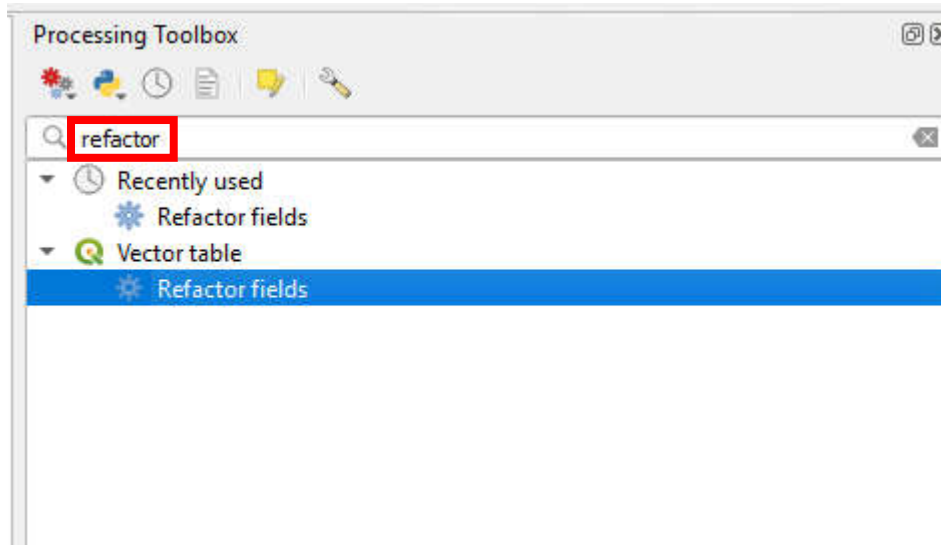 Processing Toolbox
refactor
Recently used
Refactor fields
Vector table
Refactor fields